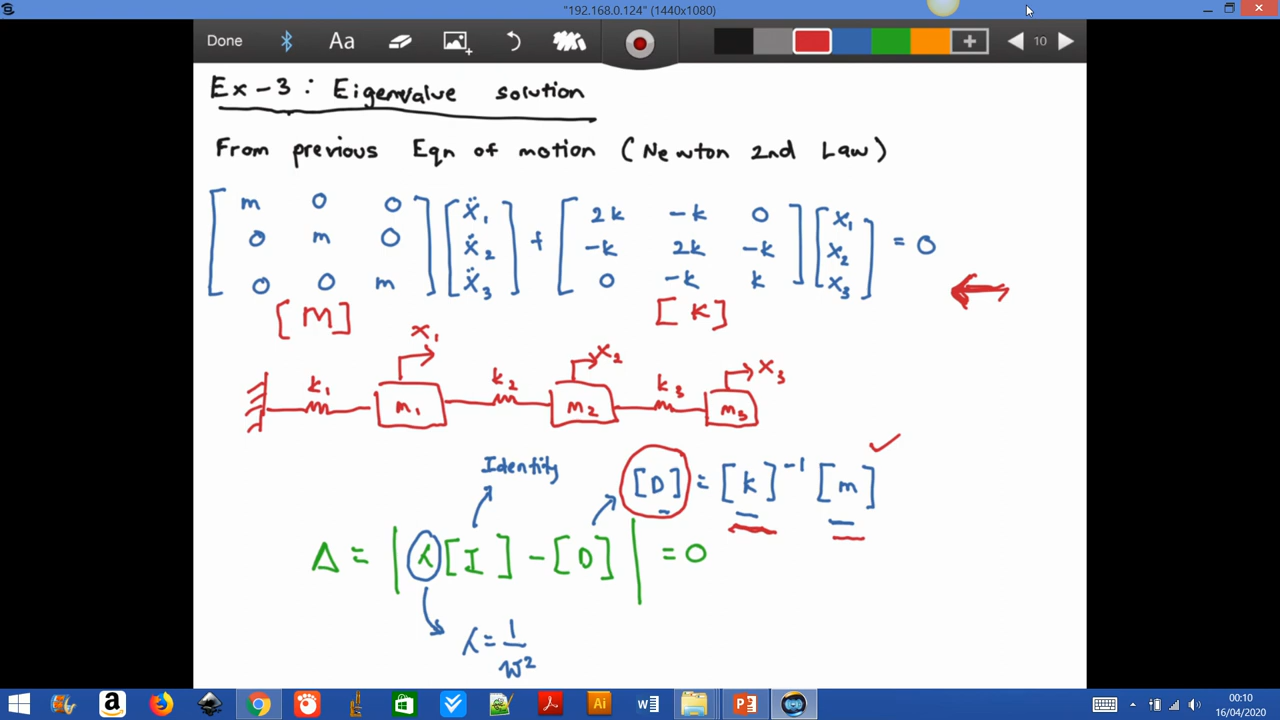 "192.168.0.124" (1440x1080)
Done Aa 10
Ex-3 : Eigenvalue solution
From previous Eqn of motion (Newton 2nd Law)
[ m 0 0 ] [ ẍ₁ ] + [ 2k -k 0 ] [ x₁ ]
[ 0 m 0 ] [ ẍ₂ ] [ -k 2k -k ] [ x₂ ] = 0
[ 0 0 m ] [ ẍ₃ ] [ 0 -k k ] [ x₃ ]
[M] [K]
x₁ x₂ x₃
k₁ k₂ k₃
m₁ m₂ m₃
Identity
[D] = [k]⁻¹ [m]
Δ = | λ [I] - [D] | = 0
λ = 1/ω²
00:10
16/04/2020